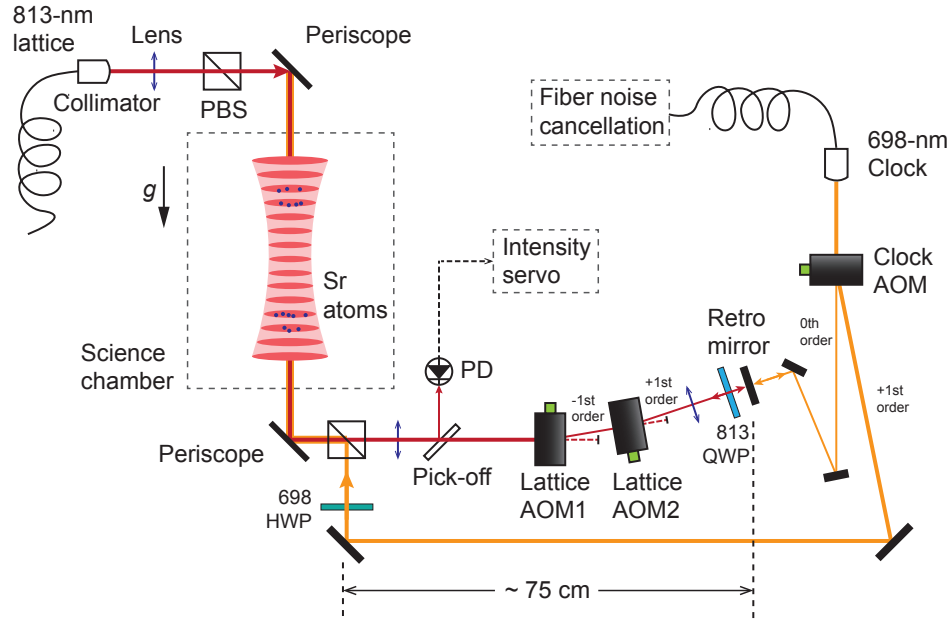 813-nm
lattice
Lens
Periscope
Collimator
PBS
Fiber noise
cancellation
698-nm
Clock
g
Sr
atoms
Intensity
servo
Clock
AOM
Science
chamber
PD
Retro
mirror
0th
order
+1st
order
-1st
order
+1st
order
Periscope
Pick-off
Lattice
AOM1
Lattice
AOM2
813
QWP
698
HWP
~ 75 cm